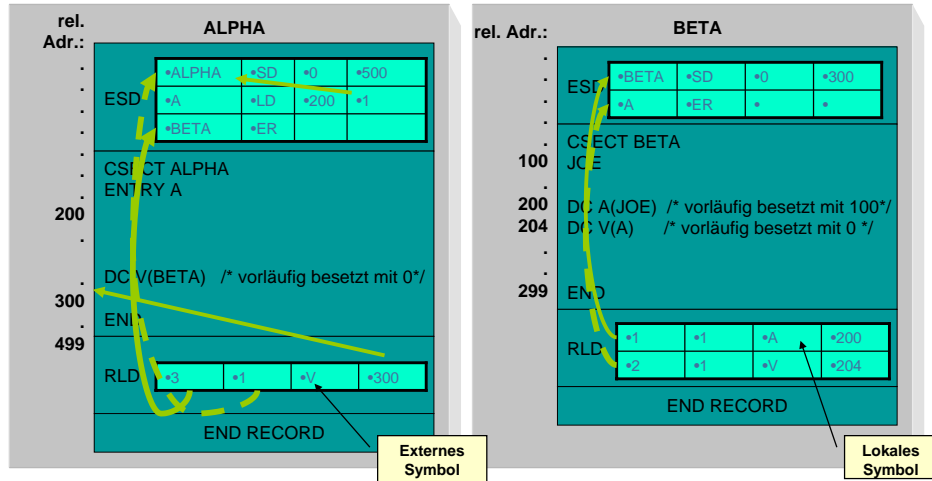 rel. Adr.:
ALPHA
ESD
•ALPHA •SD •0 •500
•A •LD •200 •1
•BETA •ER
CSECT ALPHA
ENTRY A
200
DC V(BETA) /* vorläufig besetzt mit 0*/
300
END
499
RLD
•3 •1 •V •300
END RECORD
Externes
Symbol
rel. Adr.:
BETA
ESD
•BETA •SD •0 •300
•A •ER • •
CSECT BETA
100 JOE
200 DC A(JOE) /* vorläufig besetzt mit 100*/
204 DC V(A) /* vorläufig besetzt mit 0 */
299 END
RLD
•1 •1 •A •200
•2 •1 •V •204
END RECORD
Lokales
Symbol